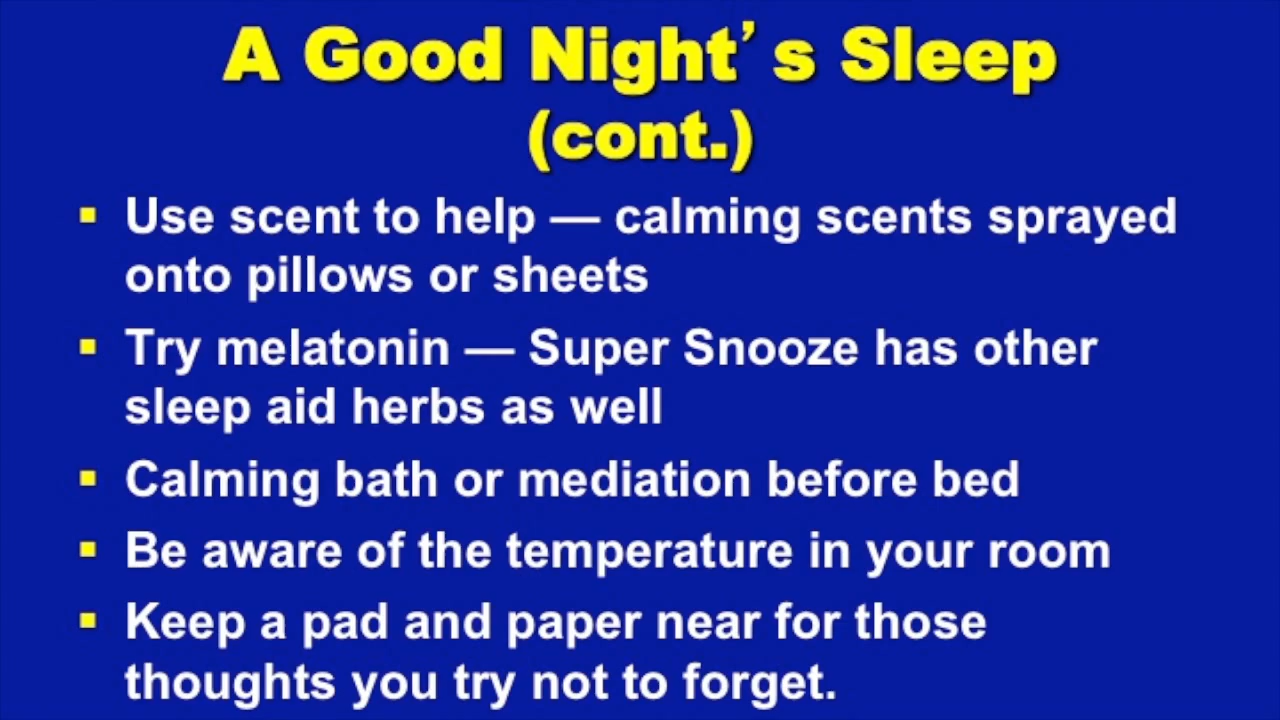 A Good Night’s Sleep
(cont.)
▪ Use scent to help — calming scents sprayed
onto pillows or sheets
▪ Try melatonin — Super Snooze has other
sleep aid herbs as well
▪ Calming bath or mediation before bed
▪ Be aware of the temperature in your room
▪ Keep a pad and paper near for those
thoughts you try not to forget.